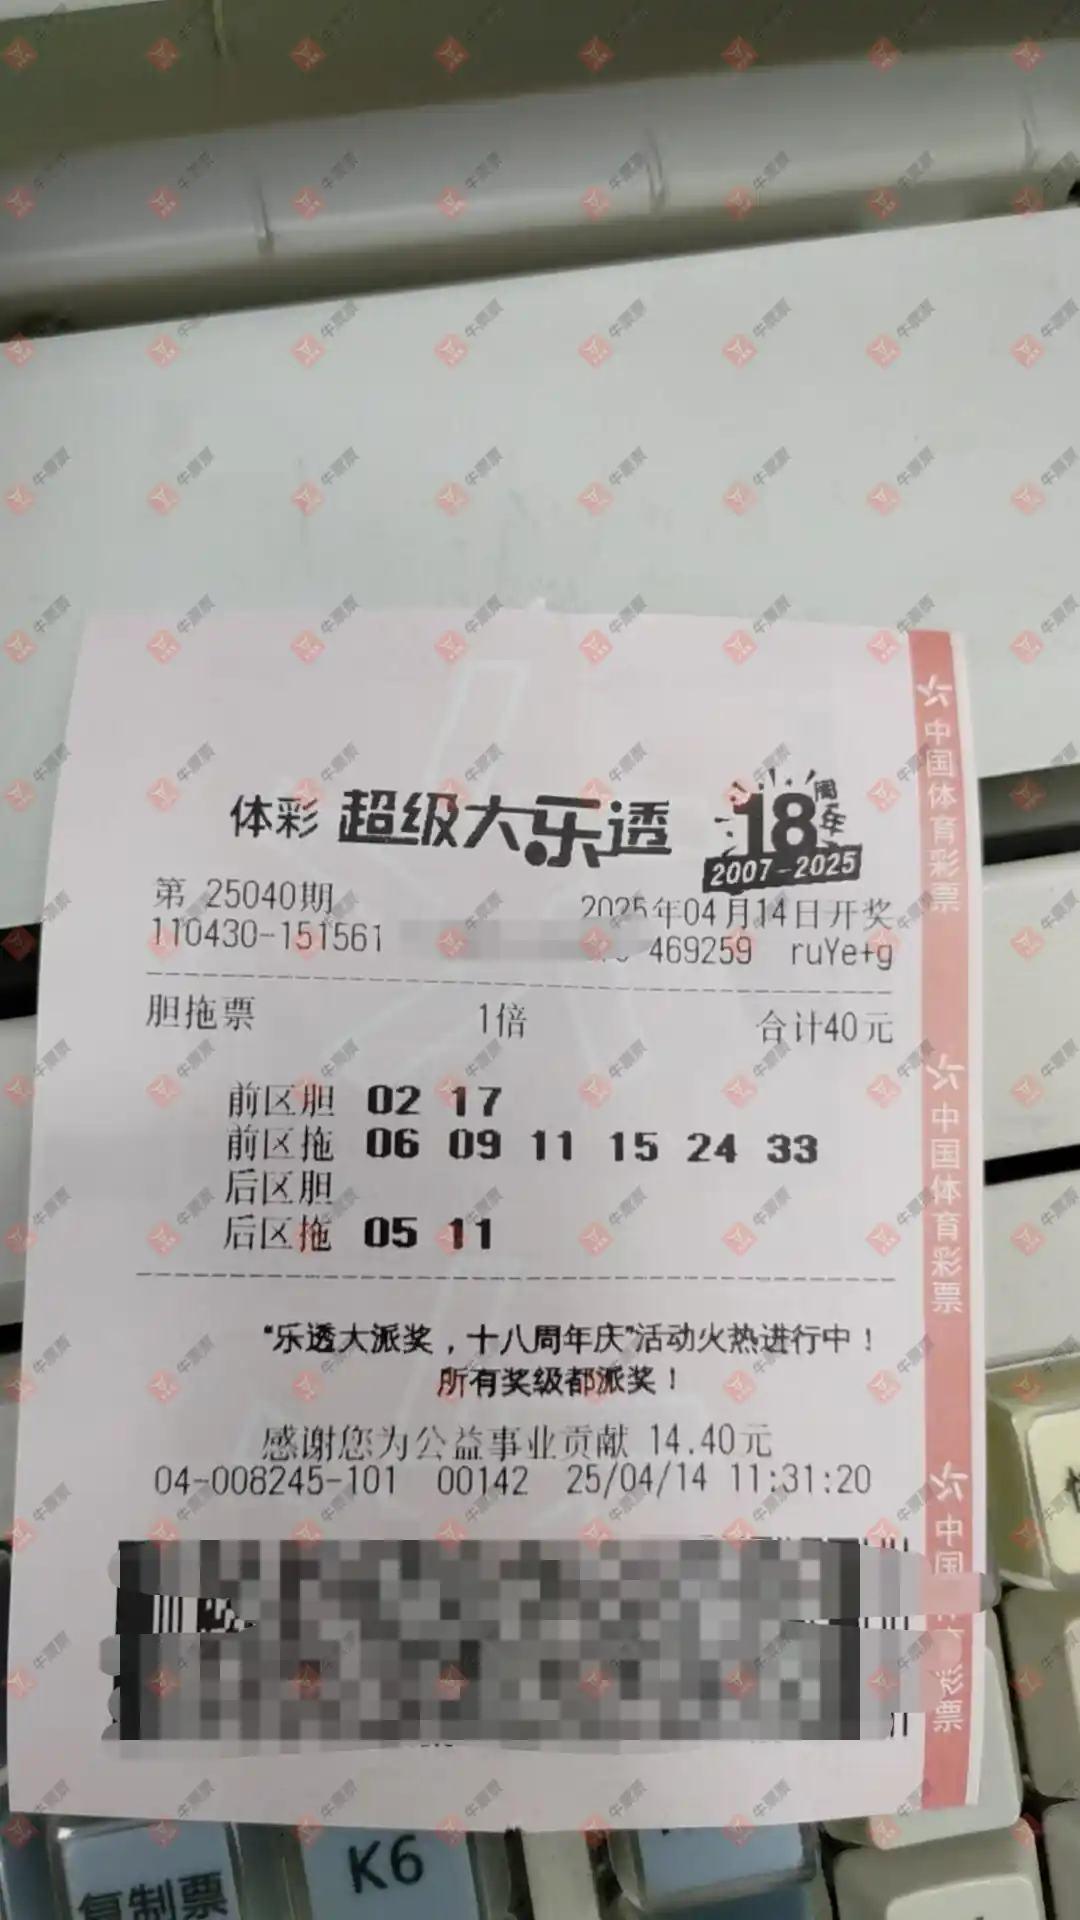 体彩 超级大乐透 18周年
2007-2025
第 25040期 2025年04月14日开奖
110430-151561 469259 ruYe+g
胆拖票 1倍 合计40元
前区胆 02 17
前区拖 06 09 11 15 24 33
后区胆
后区拖 05 11
“乐透大派奖，十八周年庆”活动火热进行中！
所有奖级都派奖！
感谢您为公益事业贡献 14.40元
04-008245-101 00142 25/04/14 11:31:20
中国体育彩票
中国体育彩票
中国 彩票
复制票
K6
牛票票